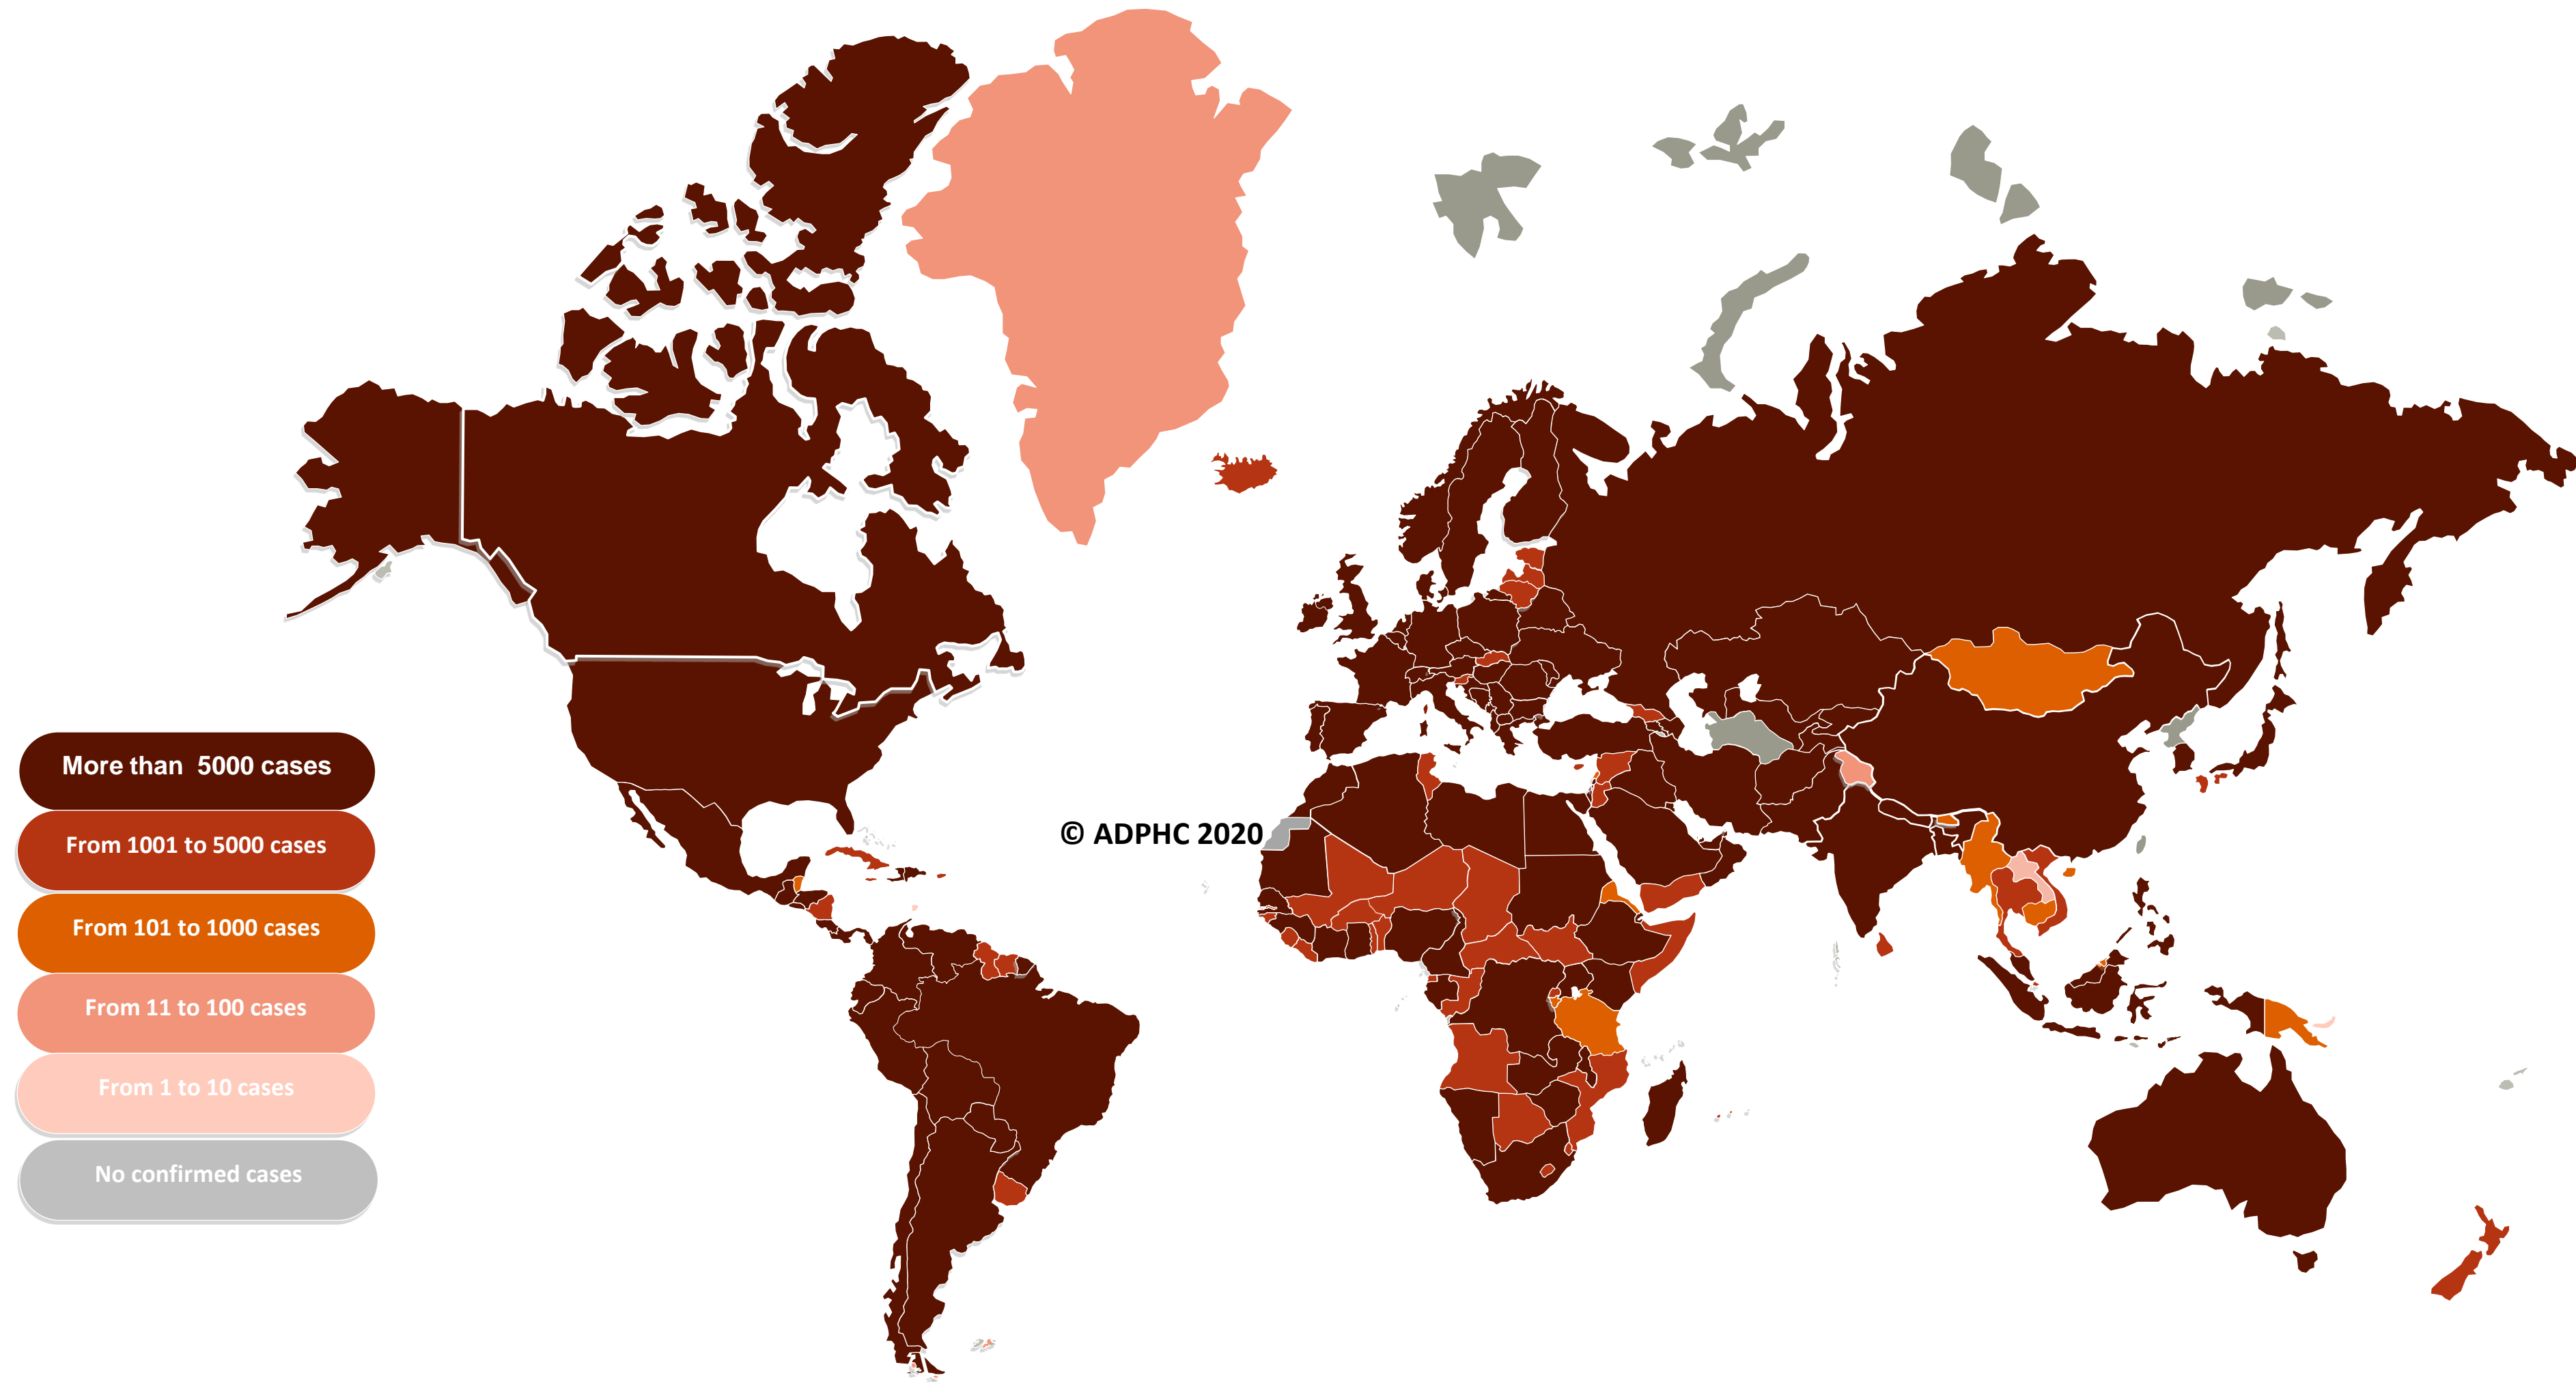 More than  5000 cases
From 1001 to 5000 cases
From 101 to 1000 cases
From 11 to 100 cases
From 1 to 10 cases
No confirmed cases
© ADPHC 2020